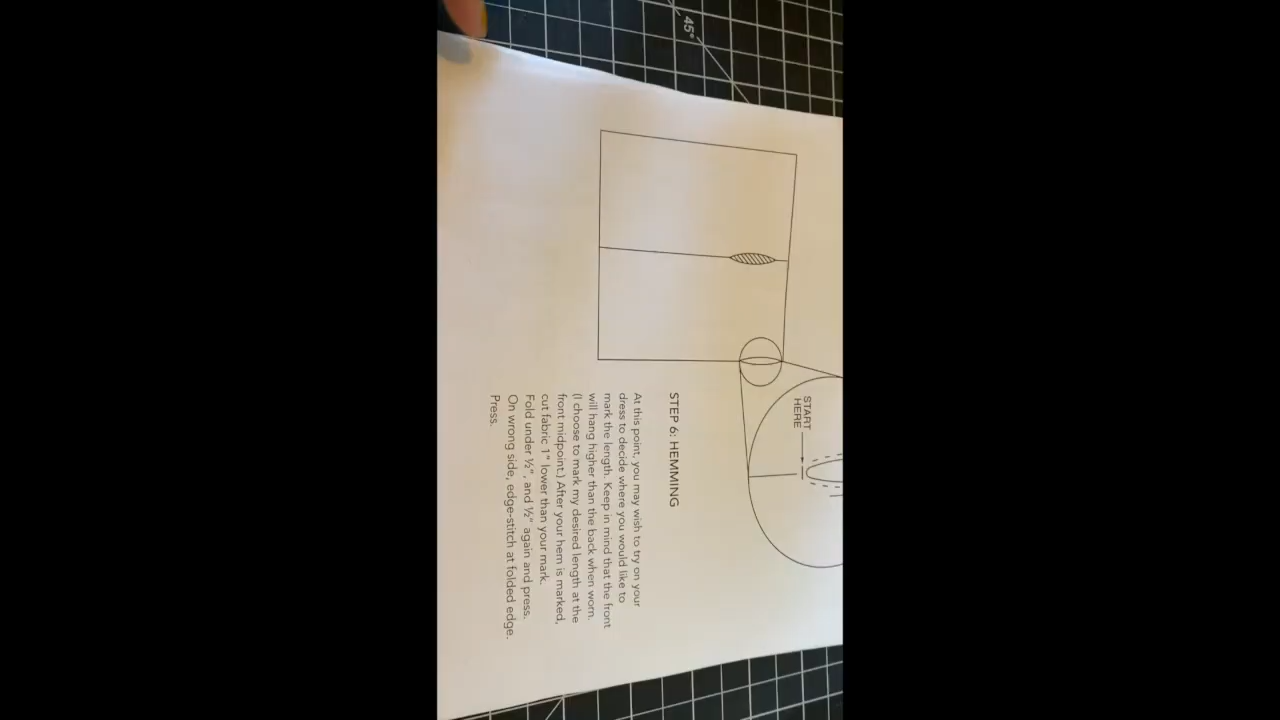 45°
START
HERE
STEP 6: HEMMING
At this point, you may wish to try on your
dress to decide where you would like to
mark the length. Keep in mind that the front
will hang higher than the back when worn.
(I choose to mark my desired length at the
front midpoint.) After your hem is marked,
cut fabric 1" lower than your mark.
Fold under ½", and ½" again and press.
On wrong side, edge-stitch at folded edge.
Press.